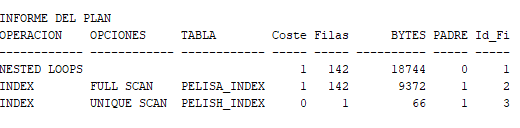 INFORME DEL PLAN
OPERACION    OPCIONES     TABLA        Coste Filas      BYTES PADRE Id_Fi
------------ ------------ ------------ ----- ----- ---------- ----- -----
NESTED LOOPS                               1   142      18744     0     1
INDEX        FULL SCAN    PELISA_INDEX     1   142       9372     1     2
INDEX        UNIQUE SCAN  PELISH_INDEX     0     1         66     1     3